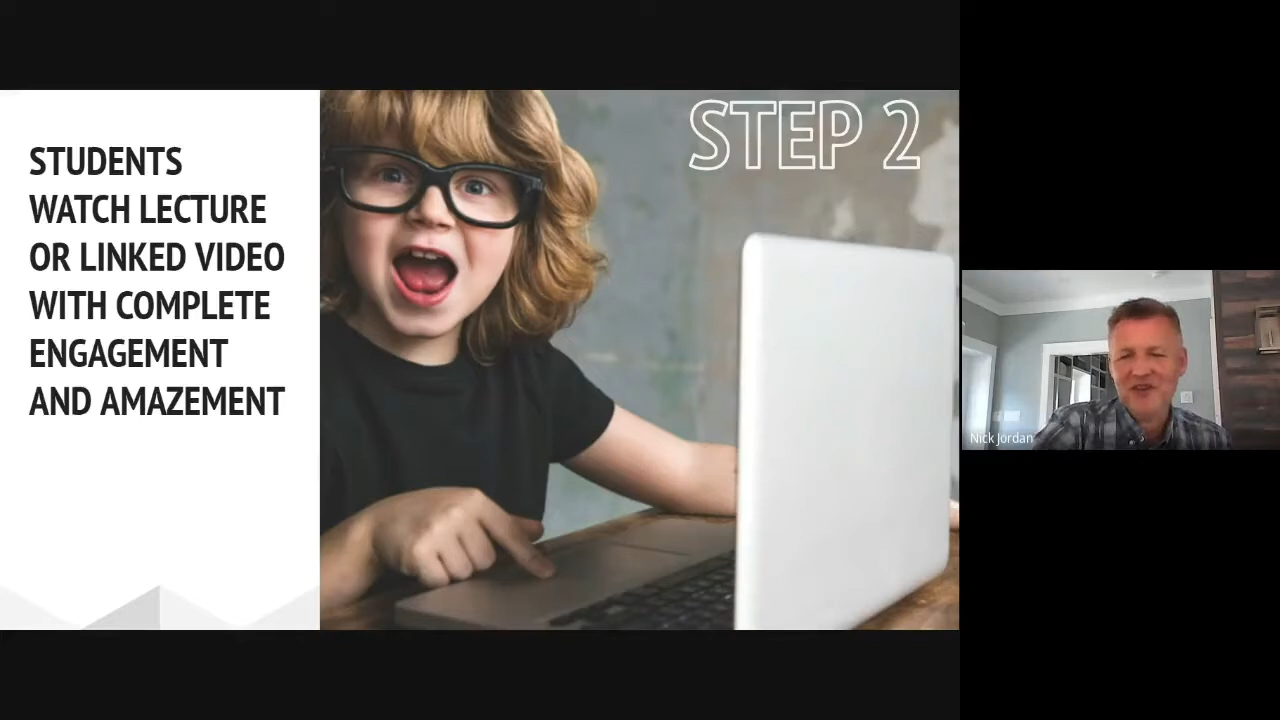 STUDENTS
WATCH LECTURE
OR LINKED VIDEO
WITH COMPLETE
ENGAGEMENT
AND AMAZEMENT
STEP 2
Nick Jordan